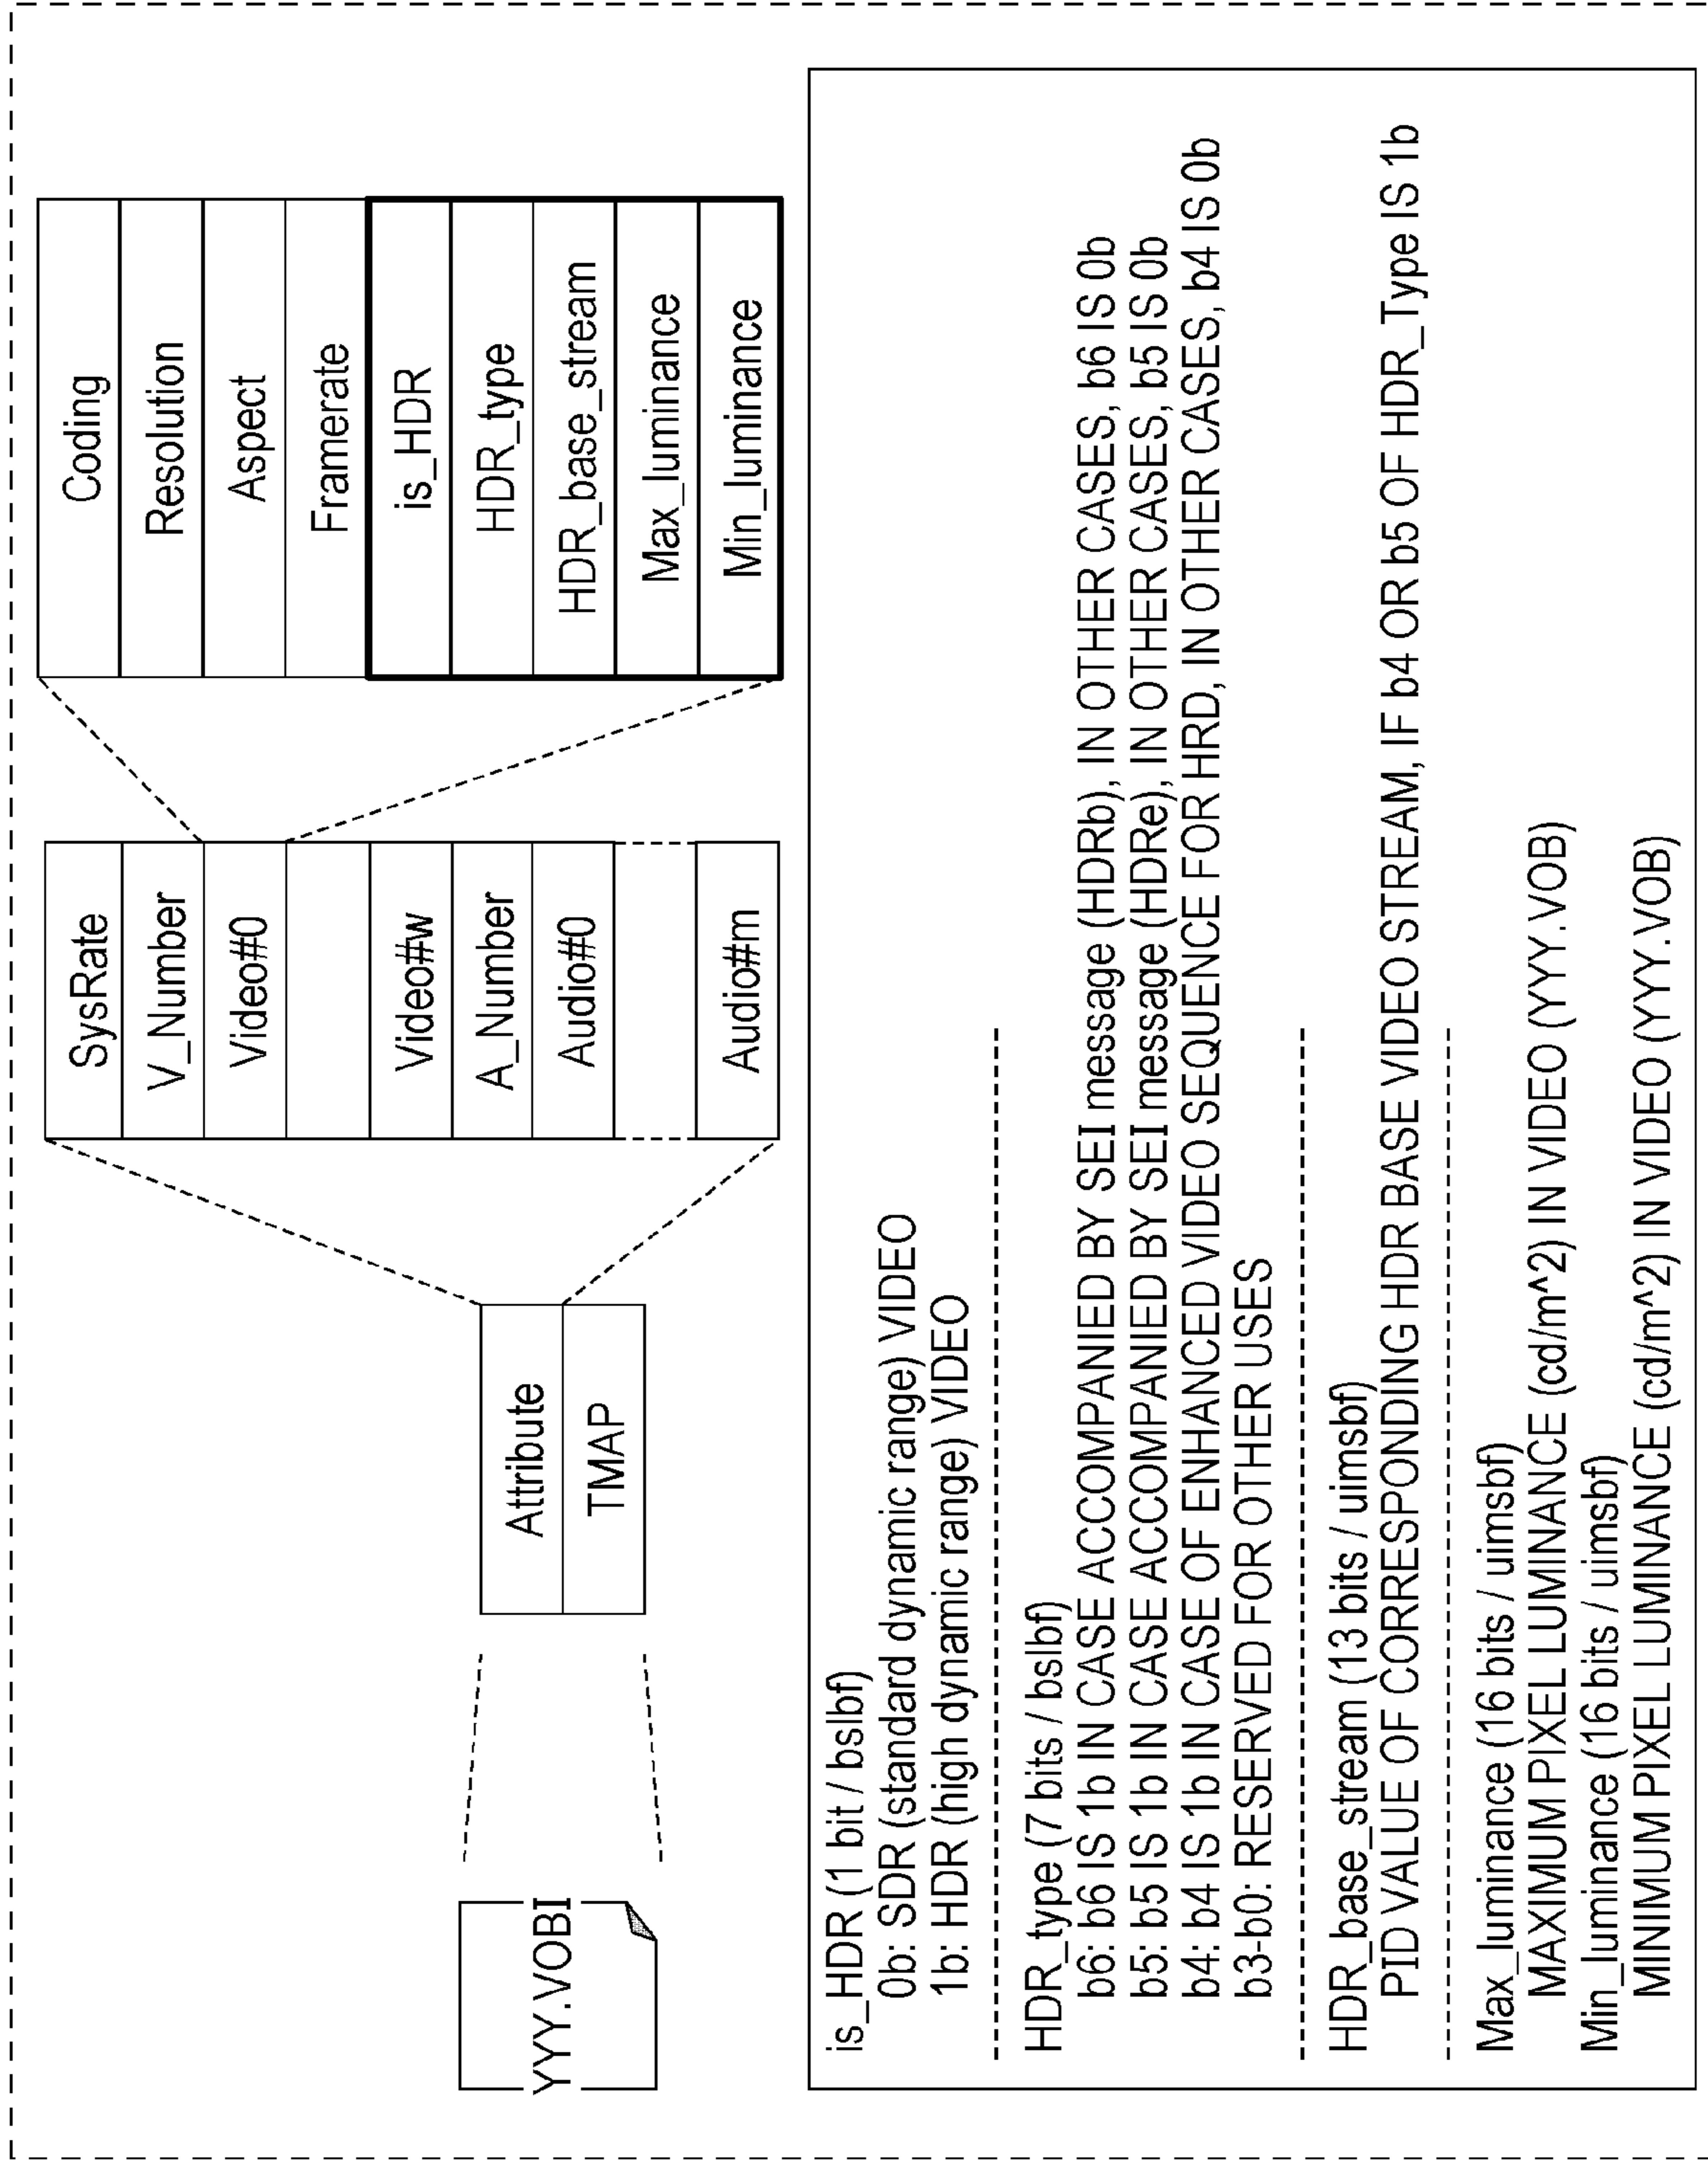 YYY.VOBI
Attribute
TMAP
SysRate
V_Number
Video#0
Video#w
A_Number
Audio#0
Audio#m
Coding
Resolution
Aspect
Framerate
is_HDR
HDR_type
HDR_base_stream
Max_luminance
Min_luminance
is_HDR (1 bit / bslbf)
0b: SDR (standard dynamic range) VIDEO
1b: HDR (high dynamic range) VIDEO
HDR_type (7 bits / bslbf)
b6: b6 IS 1b IN CASE ACCOMPANIED BY SEI message (HDRb), IN OTHER CASES, b6 IS 0b
b5: b5 IS 1b IN CASE ACCOMPANIED BY SEI message (HDRe), IN OTHER CASES, b5 IS 0b
b4: b4 IS 1b IN CASE OF ENHANCED VIDEO SEQUENCE FOR HRD, IN OTHER CASES, b4 IS 0b
b3-b0: RESERVED FOR OTHER USES
HDR_base_stream (13 bits / uimsbf)
PID VALUE OF CORRESPONDING HDR BASE VIDEO STREAM, IF b4 OR b5 OF HDR_Type IS 1b
Max_luminance (16 bits / uimsbf)
MAXIMUM PIXEL LUMINANCE (cd/m^2) IN VIDEO (YYY.VOB)
Min_luminance (16 bits / uimsbf)
MINIMUM PIXEL LUMINANCE (cd/m^2) IN VIDEO (YYY.VOB)